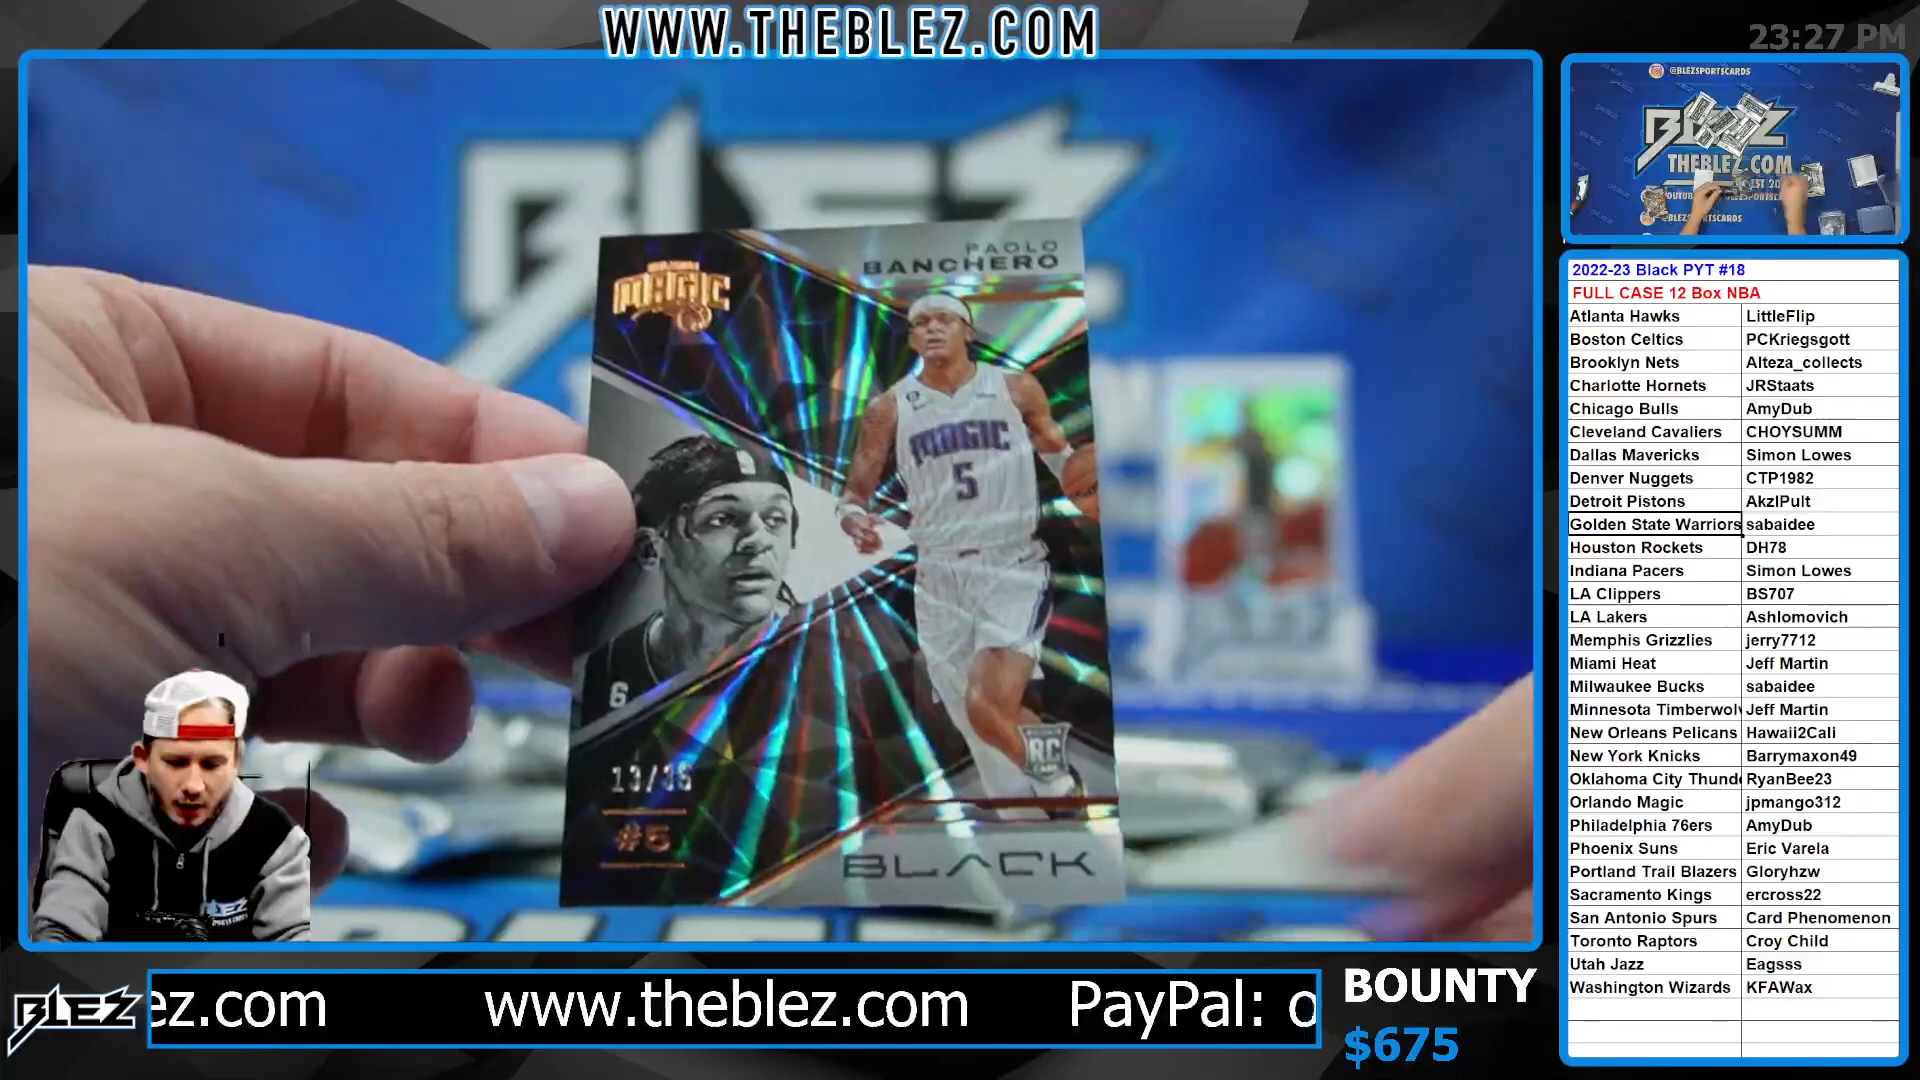 WWW.THEBLEZ.COM
23:27 PM
PAOLO
BANCHERO
MAGIC
MAGIC
5
6
RC
13/35
#5
BLACK
@BLEZSPORTSCARDS
BLEZ
THEBLEZ.COM
2022-23 Black PYT #18
FULL CASE 12 Box NBA
Atlanta Hawks LittleFlip
Boston Celtics PCKriegsgott
Brooklyn Nets Alteza_collects
Charlotte Hornets JRStaats
Chicago Bulls AmyDub
Cleveland Cavaliers CHOYSUMM
Dallas Mavericks Simon Lowes
Denver Nuggets CTP1982
Detroit Pistons AkzIPult
Golden State Warriors sabaidee
Houston Rockets DH78
Indiana Pacers Simon Lowes
LA Clippers BS707
LA Lakers Ashlomovich
Memphis Grizzlies jerry7712
Miami Heat Jeff Martin
Milwaukee Bucks sabaidee
Minnesota Timberwolv Jeff Martin
New Orleans Pelicans Hawaii2Cali
New York Knicks Barrymaxon49
Oklahoma City Thunde RyanBee23
Orlando Magic jpmango312
Philadelphia 76ers AmyDub
Phoenix Suns Eric Varela
Portland Trail Blazers Gloryhzw
Sacramento Kings ercross22
San Antonio Spurs Card Phenomenon
Toronto Raptors Croy Child
Utah Jazz Eagsss
Washington Wizards KFAWax
BLEZ
BLEZ
ez.com www.theblez.com PayPal: o
BOUNTY
$675